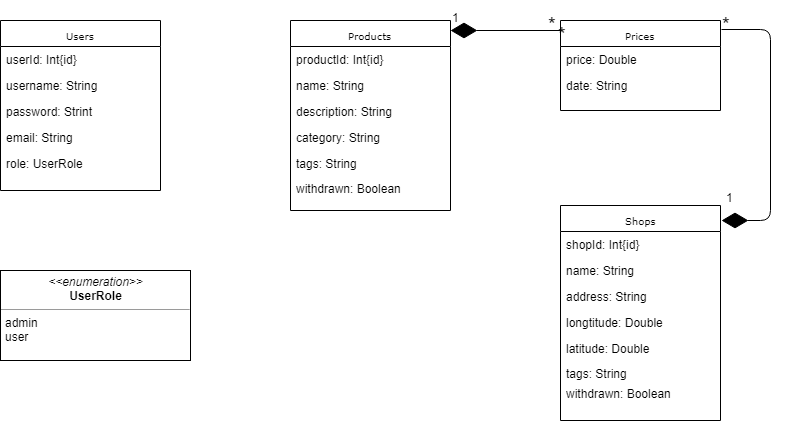 Users
userId: Int{id}
username: String
password: Strint
email: String
role: UserRole
<<enumeration>>
UserRole
admin
user
Products
productId: Int{id}
name: String
description: String
category: String
tags: String
withdrawn: Boolean
1
*
*
Prices
price: Double
date: String
*
1
Shops
shopId: Int{id}
name: String
address: String
longtitude: Double
latitude: Double
tags: String
withdrawn: Boolean